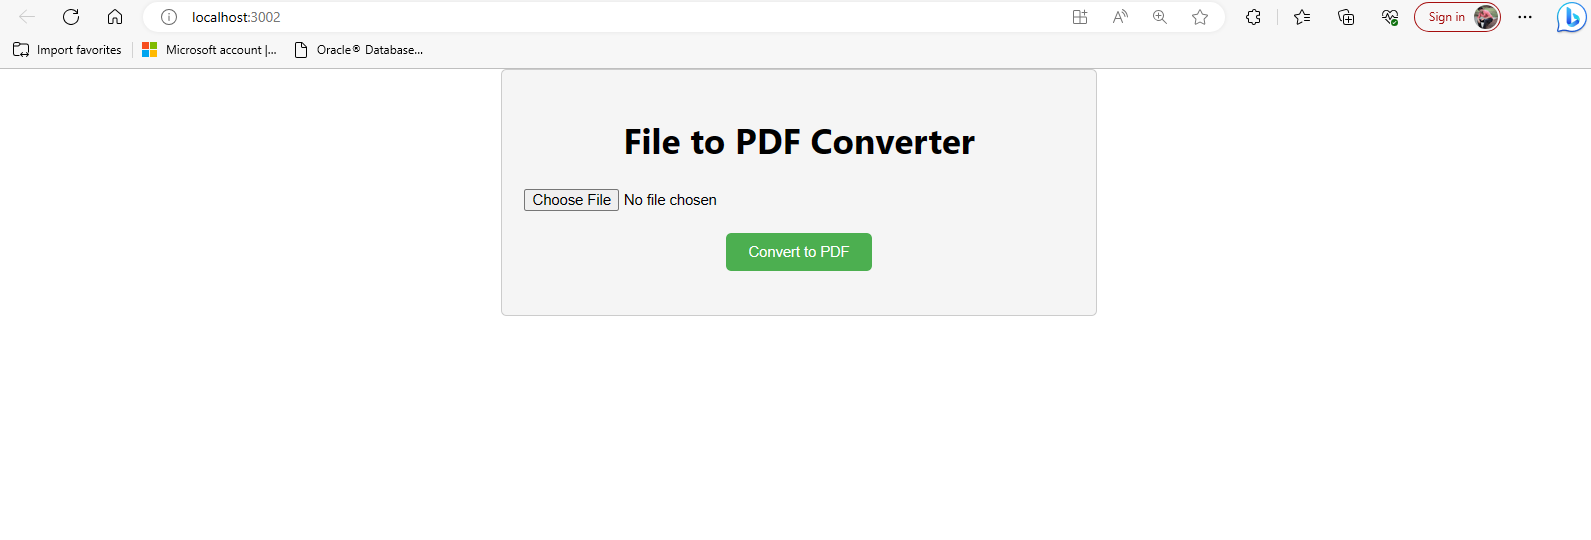 localhost:3002
Sign in
Import favorites
Microsoft account |...
Oracle® Database...
File to PDF Converter
Choose File No file chosen
Convert to PDF